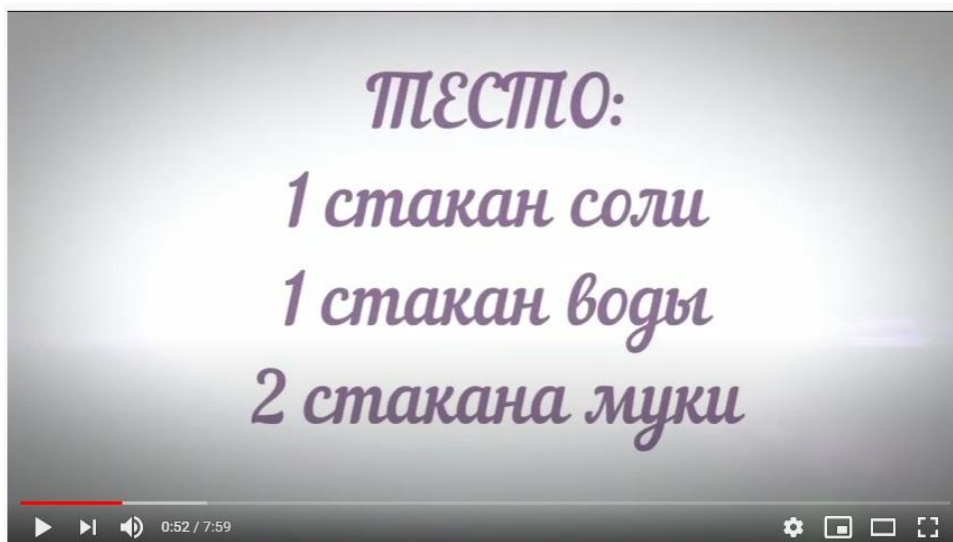 ТЕСТО:
1 стакан соли
1 стакан воды
2 стакана муки
0:52 / 7:59